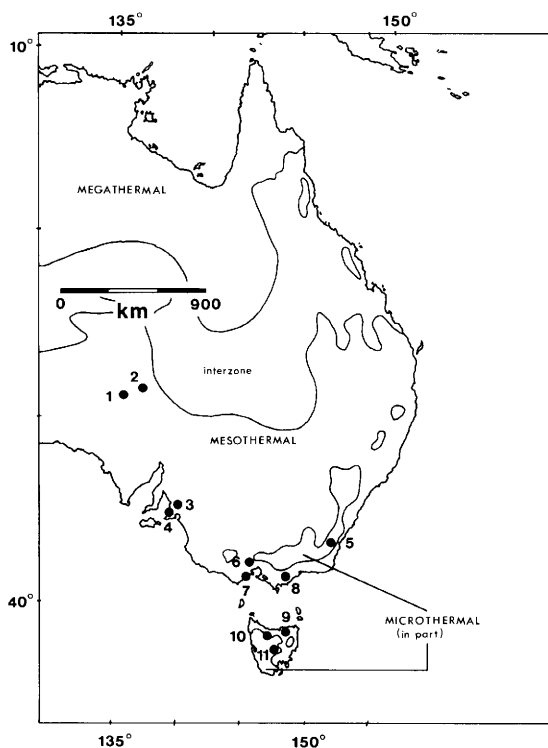 135° 150°
10°
MEGATHERMAL
0 900
km
interzone
2
1
MESOTHERMAL
3
4
5
6
7 8
40°
9
MICROTHERMAL
(in part)
10
11
135° 150°